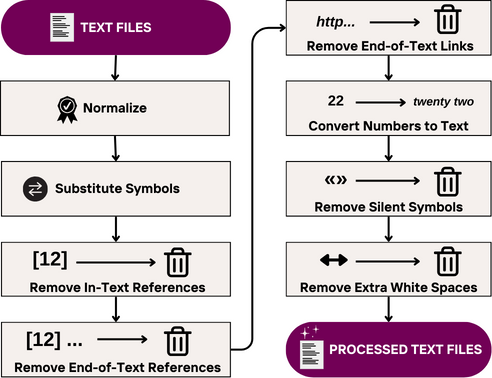 TEXT FILES
Normalize
Substitute Symbols
[12]
Remove In-Text References
[12] ...
Remove End-of-Text References
http...
Remove End-of-Text Links
22 twenty two
Convert Numbers to Text
«»
Remove Silent Symbols
Remove Extra White Spaces
PROCESSED TEXT FILES